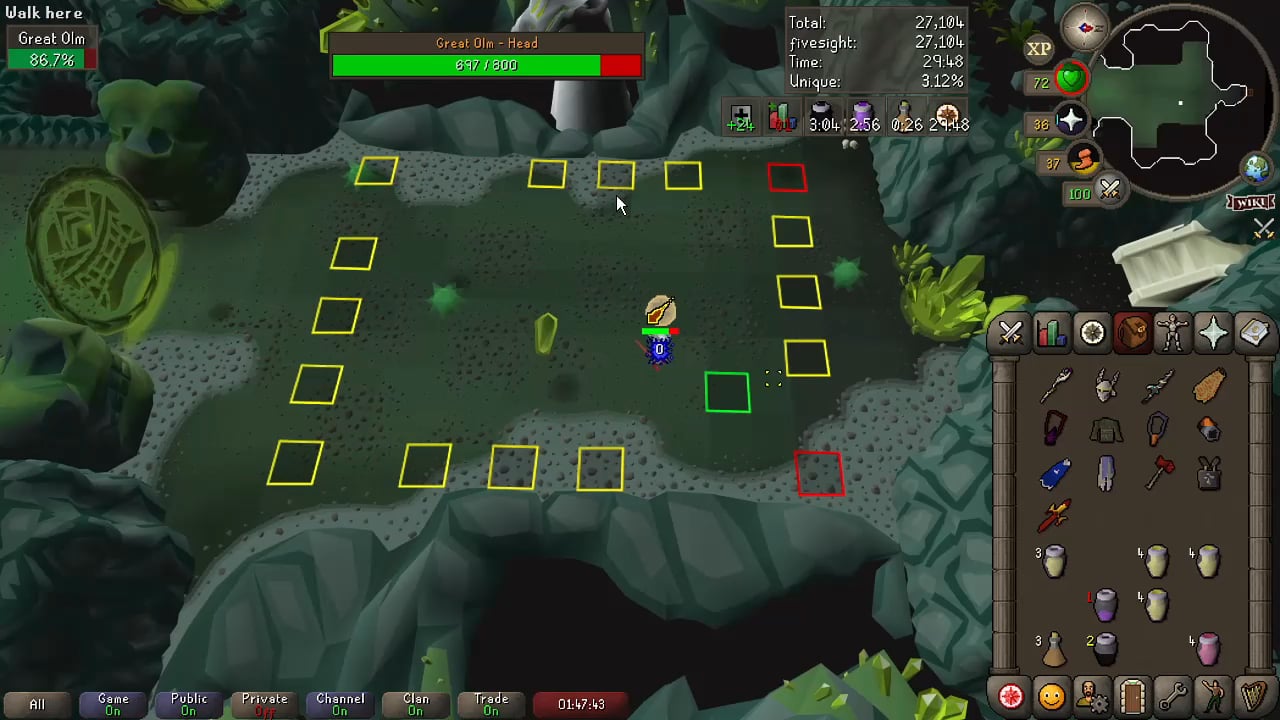 Walk here
Great Olm
86.7%
Great Olm - Head
697 / 800
Total: 27,104
fivesight: 27,104
Time: 29:48
Unique: 3.12%
+24
3:04
2:56
0:26
29:48
XP
72
36
37
100
WIKI
0
3
4
4
1
4
3
2
4
All
Game
On
Public
On
Private
Off
Channel
On
Clan
On
Trade
On
01:47:43